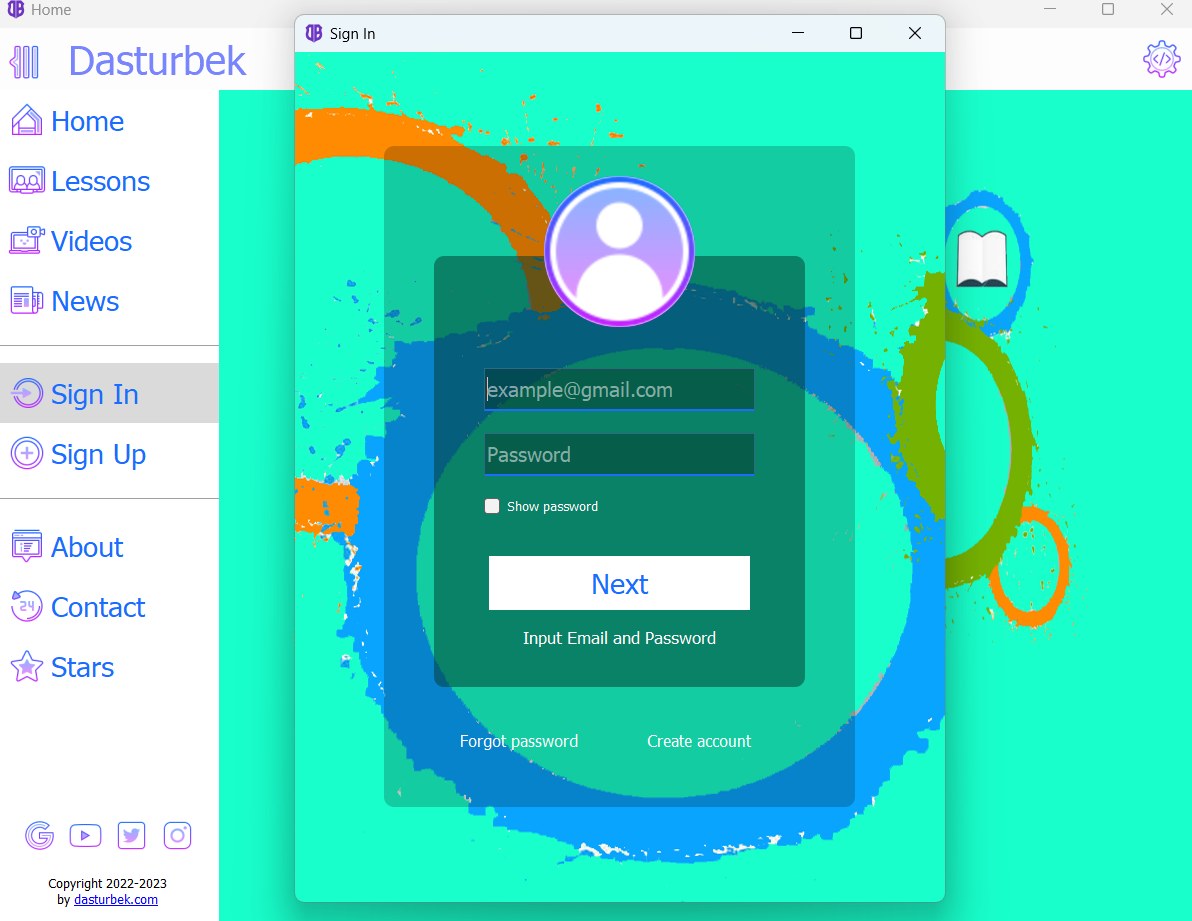 Home
Sign In
Dasturbek
Home
Lessons
Videos
News
Sign In
Sign Up
About
Contact
24
Stars
Copyright 2022-2023
by dasturbek.com
example@gmail.com
Password
Show password
Next
Input Email and Password
Forgot password
Create account